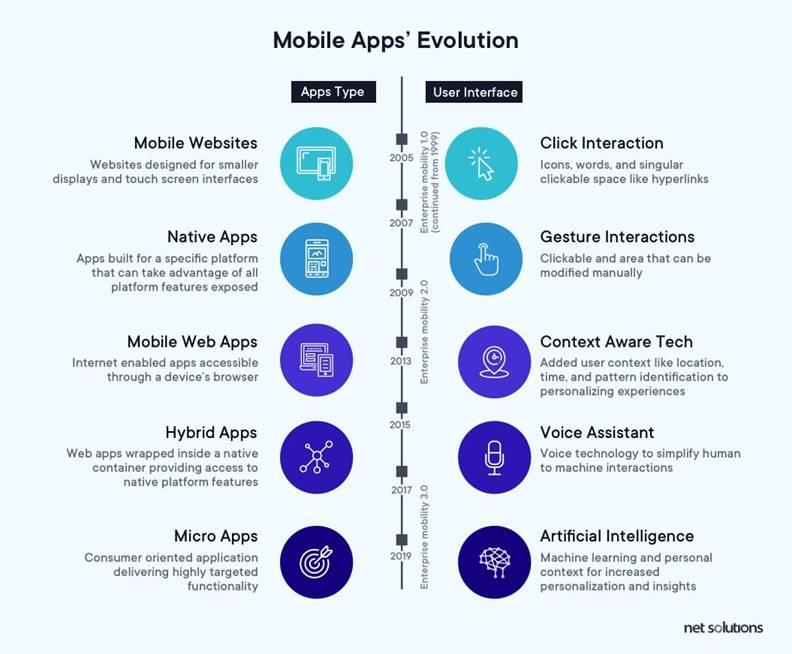 Mobile Apps' Evolution
Apps Type
User Interface
Mobile Websites
Websites designed for smaller
displays and touch screen interfaces
2005
Enterprise mobility 1.0
(continued from 1999)
Click Interaction
Icons, words, and singular
clickable space like hyperlinks
2007
Native Apps
Apps built for a specific platform
that can take advantage of all
platform features exposed
Gesture Interactions
Clickable and area that can be
modified manually
2009
Enterprise mobility 2.0
Mobile Web Apps
Internet enabled apps accessible
through a device's browser
2013
Context Aware Tech
Added user context like location,
time, and pattern identification to
personalizing experiences
2015
Hybrid Apps
Web apps wrapped inside a native
container providing access to
native platform features
Voice Assistant
Voice technology to simplify human
to machine interactions
2017
Enterprise mobility 3.0
Micro Apps
Consumer oriented application
delivering highly targeted
functionality
2019
Artificial Intelligence
Machine learning and personal
context for increased
personalization and insights
net solutions